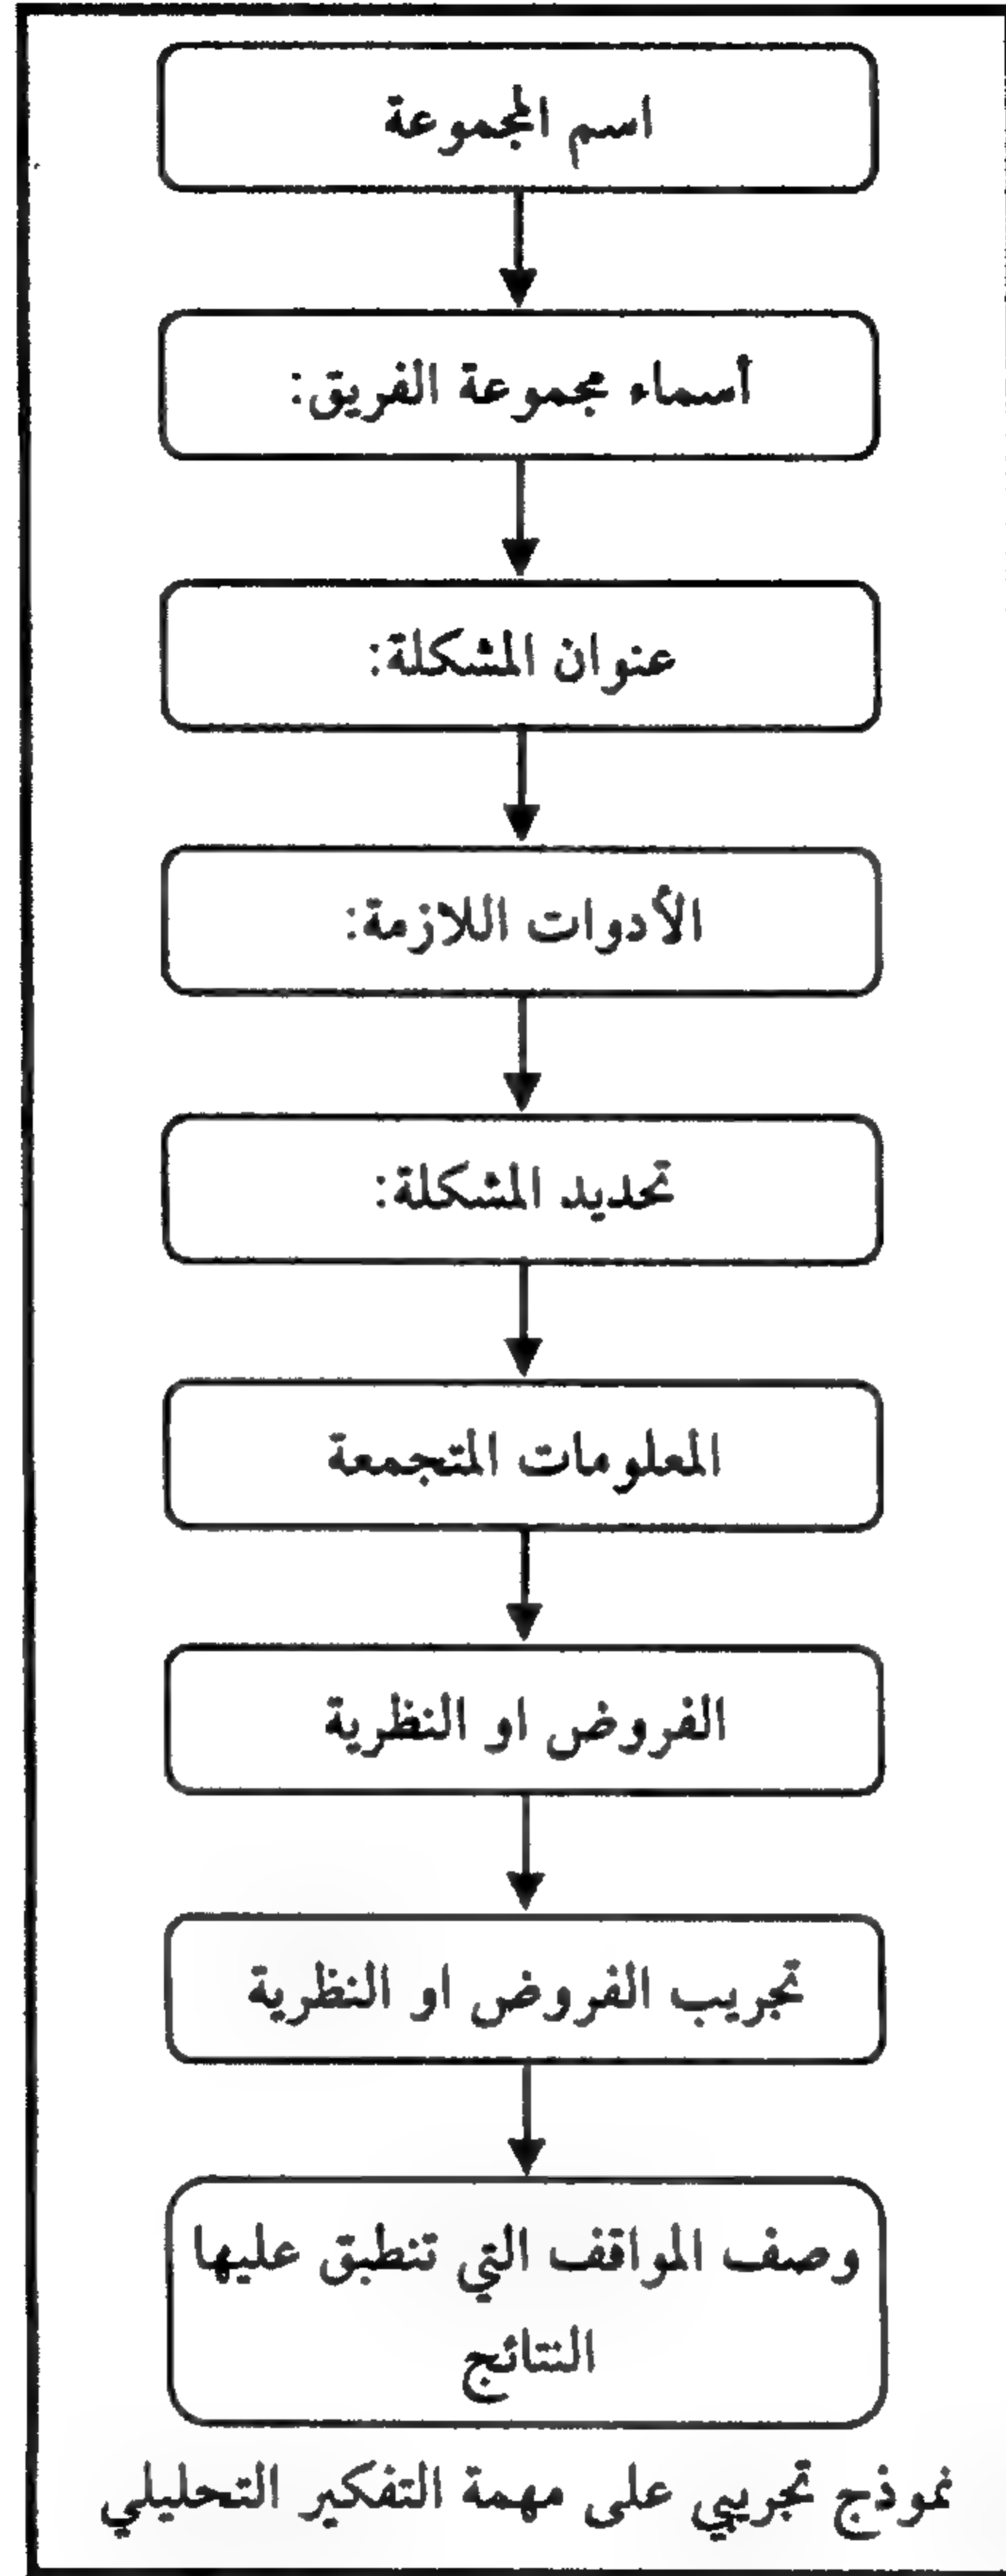 اسم المجموعة
أسماء مجموعة الفريق:
عنوان المشكلة:
الأدوات اللازمة:
تحديد المشكلة:
المعلومات المتجمعة
الفروض او النظرية
تجريب الفروض او النظرية
وصف المواقف التي تنطبق عليها
النتائج
نموذج تجريبي على مهمة التفكير التحليلي